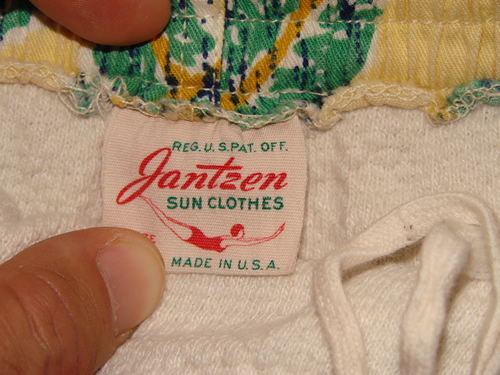 REG. U. S. PAT. OFF.
Jantzen
SUN CLOTHES
MADE IN U. S. A.